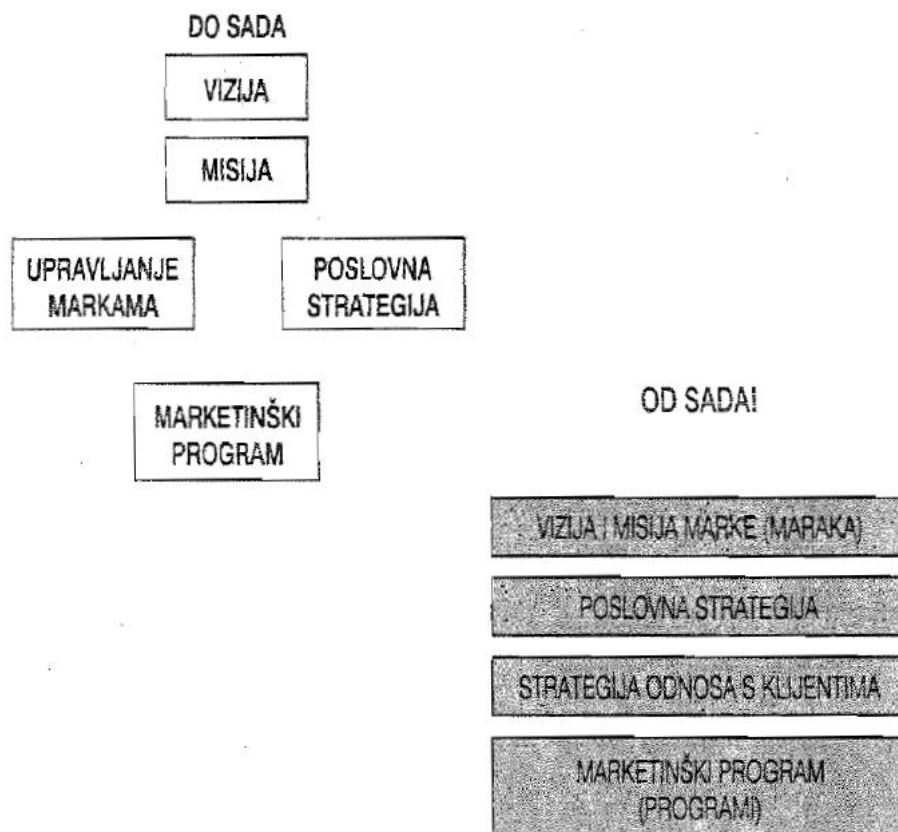 DO SADA
VIZIJA
MISIJA
UPRAVLJANJE
MARKAMA
POSLOVNA
STRATEGIJA
MARKETINŠKI
PROGRAM
OD SADA!
VIZIJA I MISIJA MARKE (MARAKA)
POSLOVNA STRATEGIJA
STRATEGIJA ODNOSA S KLIJENTIMA
MARKETINŠKI PROGRAM
(PROGRAMI)